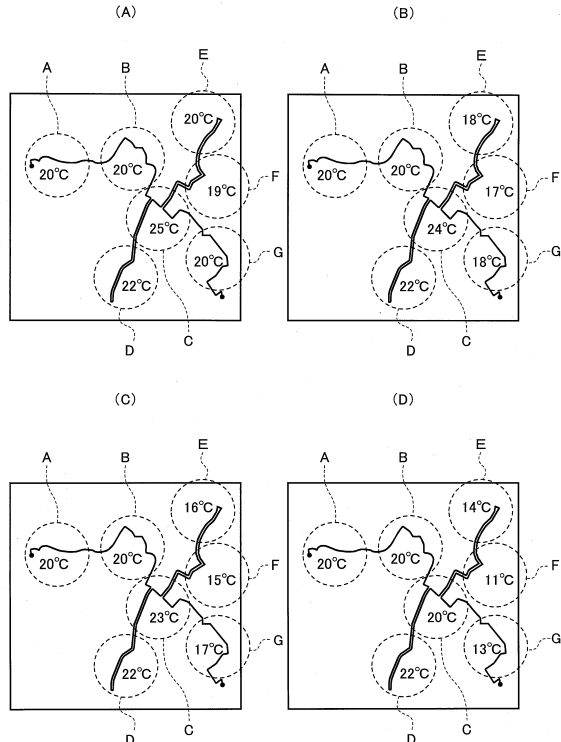 (A)
E
A
B
20℃
20℃
20℃
F
19℃
25℃
20℃
G
22℃
D
C
(B)
E
A
B
18℃
20℃
20℃
F
17℃
24℃
18℃
G
22℃
D
C
(C)
E
A
B
16℃
20℃
20℃
F
15℃
23℃
17℃
G
22℃
D
C
(D)
E
A
B
14℃
20℃
20℃
F
11℃
20℃
13℃
G
22℃
D
C